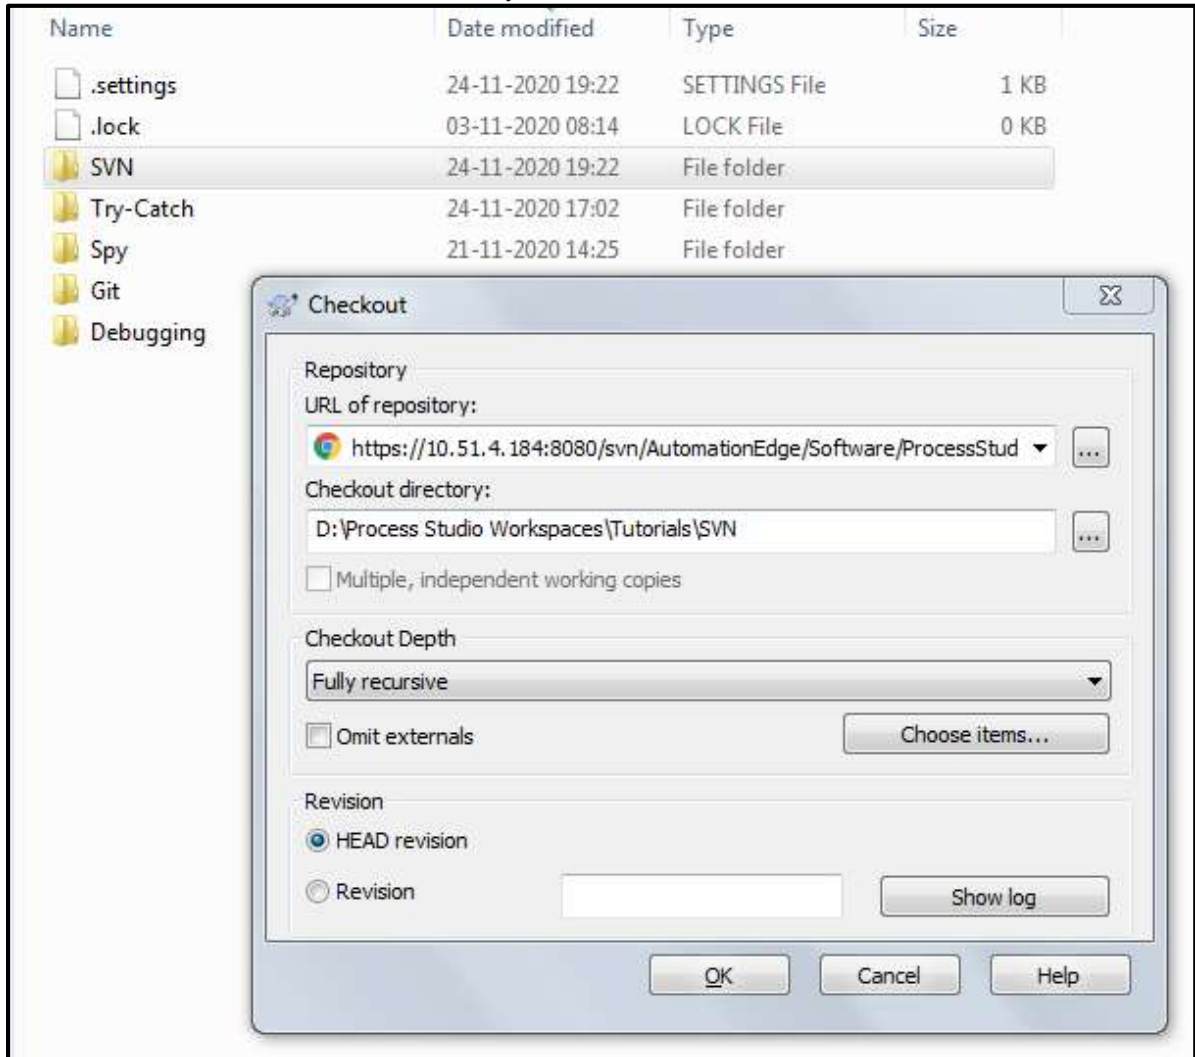 Name Date modified Type Size
.settings 24-11-2020 19:22 SETTINGS File 1 KB
.lock 03-11-2020 08:14 LOCK File 0 KB
SVN 24-11-2020 19:22 File folder
Try-Catch 24-11-2020 17:02 File folder
Spy 21-11-2020 14:25 File folder
Git
Debugging
Checkout
Repository
URL of repository:
https://10.51.4.184:8080/svn/AutomationEdge/Software/ProcessStud
...
Checkout directory:
D:\Process Studio Workspaces\Tutorials\SVN
...
Multiple, independent working copies
Checkout Depth
Fully recursive
Omit externals Choose items...
Revision
HEAD revision
Revision Show log
OK Cancel Help